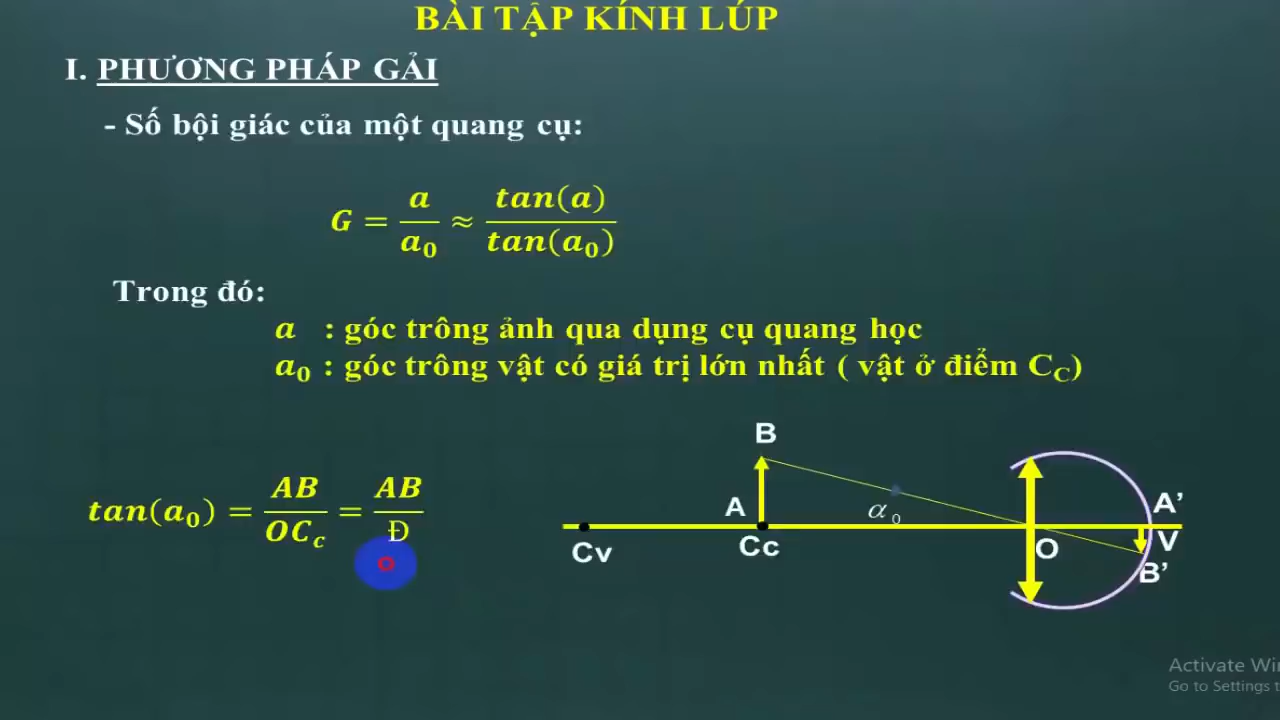 BÀI TẬP KÍNH LÚP
I. PHƯƠNG PHÁP GẢI
- Số bội giác của một quang cụ:
G = a/a₀ ≈ tan(a)/tan(a₀)
Trong đó:
a : góc trông ảnh qua dụng cụ quang học
a₀ : góc trông vật có giá trị lớn nhất ( vật ở điểm C_C)
tan(a₀) = AB/OC_c = AB/Đ
B
A
α₀
A’
Cv
Cc
O
V
B’
Activate Win
Go to Settings t